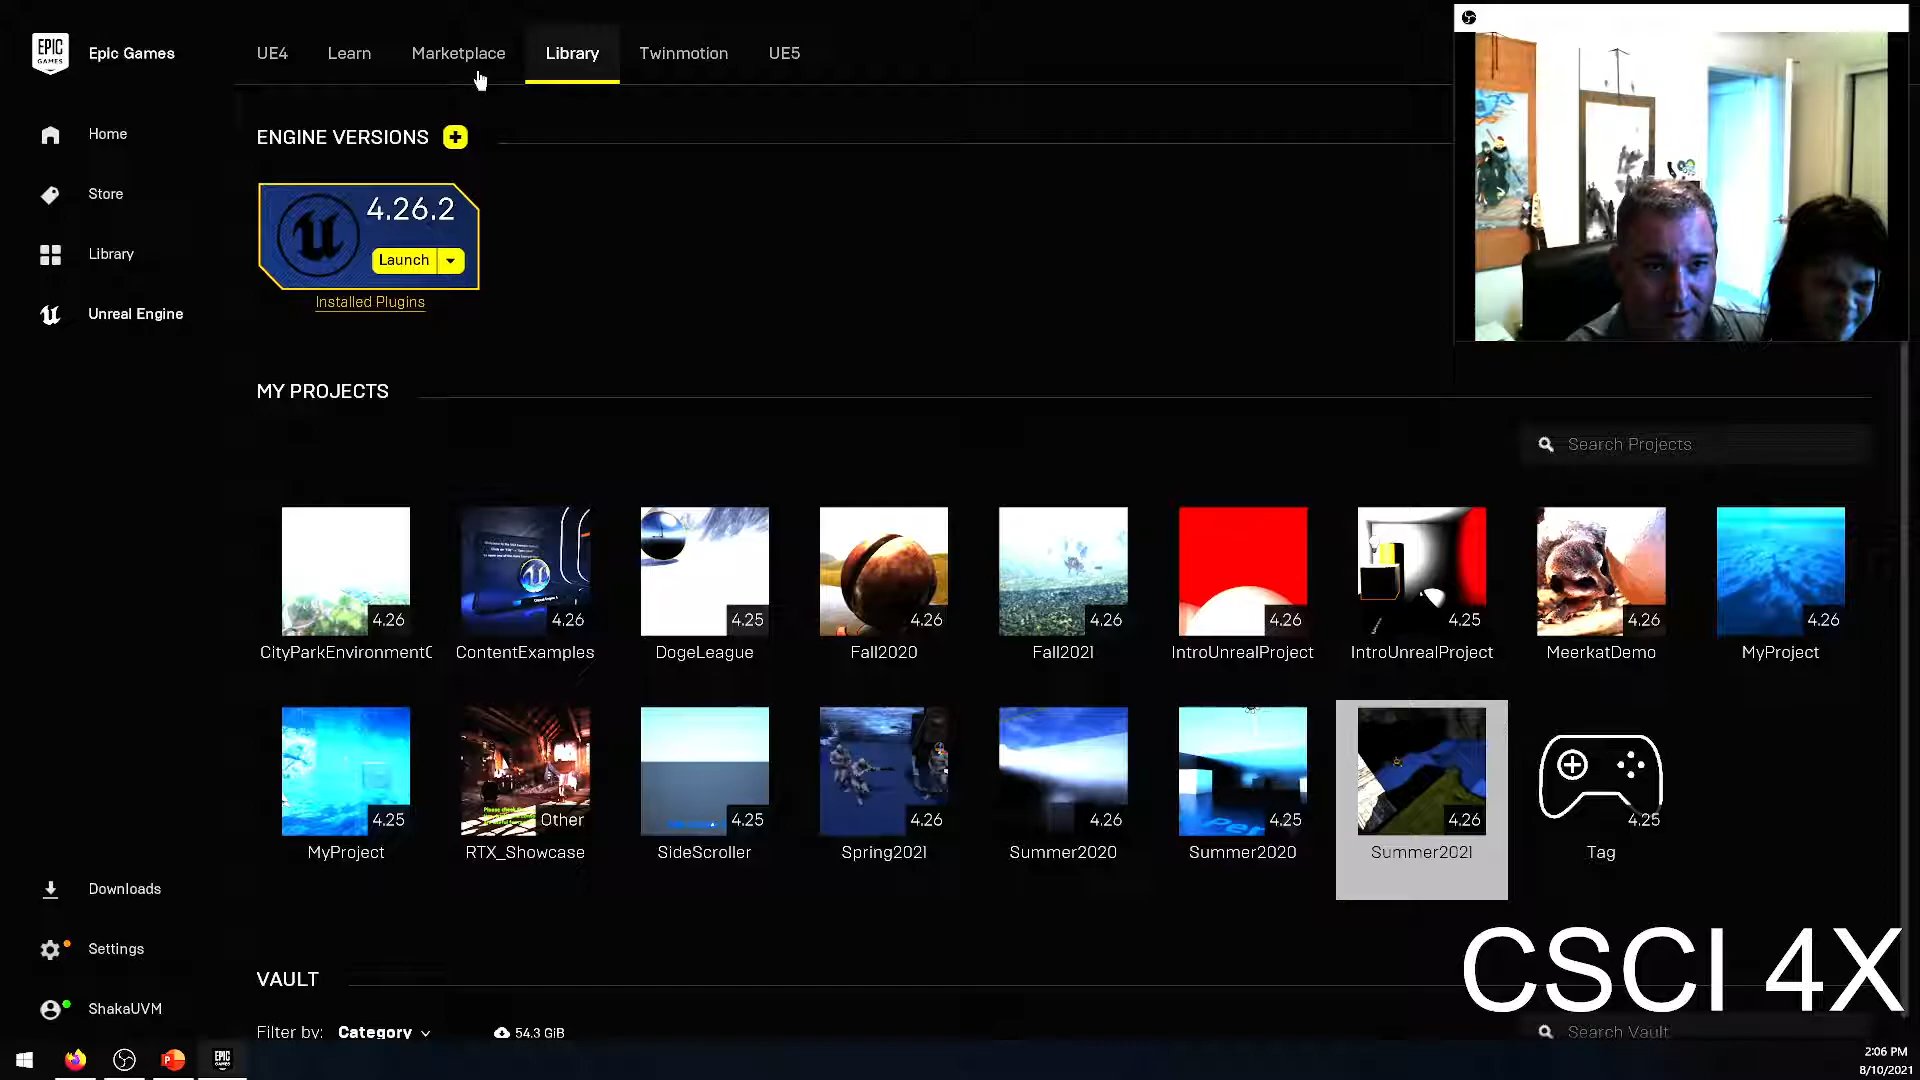 EPIC GAMES
Epic Games
UE4
Learn
Marketplace
Library
Twinmotion
UE5
Home
Store
Library
Unreal Engine
ENGINE VERSIONS
4.26.2
Launch
Installed Plugins
MY PROJECTS
Search Projects
4.26
4.26
4.25
4.26
4.26
4.26
4.25
4.26
4.26
CityParkEnvironmentC
ContentExamples
DogeLeague
Fall2020
Fall2021
IntroUnrealProject
IntroUnrealProject
MeerkatDemo
MyProject
4.25
Other
4.25
4.26
4.26
4.25
4.26
4.25
MyProject
RTX_Showcase
SideScroller
Spring2021
Summer2020
Summer2020
Summer2021
Tag
Downloads
Settings
ShakaUVM
VAULT
Filter by: Category
54.3 GiB
Search Vault
CSCI 4X
2:06 PM
8/10/2021